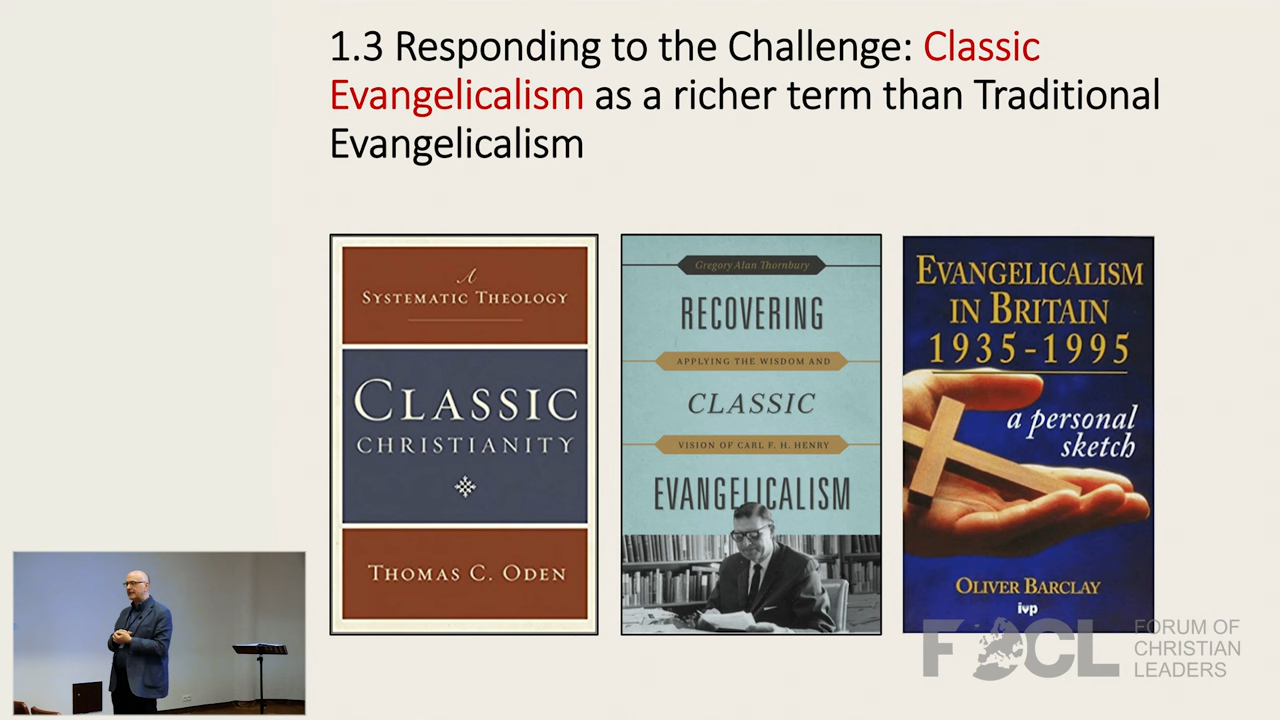 1.3 Responding to the Challenge: Classic
Evangelicalism as a richer term than Traditional
Evangelicalism
A
SYSTEMATIC THEOLOGY
CLASSIC
CHRISTIANITY
THOMAS C. ODEN
Gregory Alan Thornbury
RECOVERING
APPLYING THE WISDOM AND
CLASSIC
VISION OF CARL F. H. HENRY
EVANGELICALISM
EVANGELICALISM
IN BRITAIN
1935-1995
a personal
sketch
OLIVER BARCLAY
ivp
FOCL
FORUM OF
CHRISTIAN
LEADERS